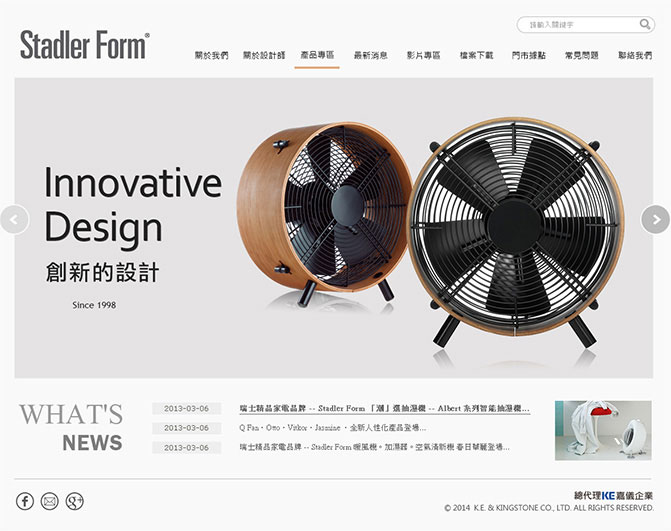 請輸入關鍵字
Stadler Form®
關於我們 關於設計師 產品專區 最新消息 影片專區 檔案下載 門市據點 常見問題 聯絡我們
Innovative
Design
創新的設計
Since 1998
WHAT'S
NEWS
2013-03-06 瑞士精品家電品牌 -- Stadler Form 「潮」選抽濕機 -- Albert 系列智能抽濕機...
2013-03-06 Q Fan、Otto、Viktor、Jasmine、全新人性化產品登場...
2013-03-06 瑞士精品家電品牌 -- Stadler Form 暖風機。加濕器。空氣清新機 春日華麗登場...
總代理KE嘉儀企業
© 2014 K.E. & KINGSTONE CO., LTD. ALL RIGHTS RESERVED.